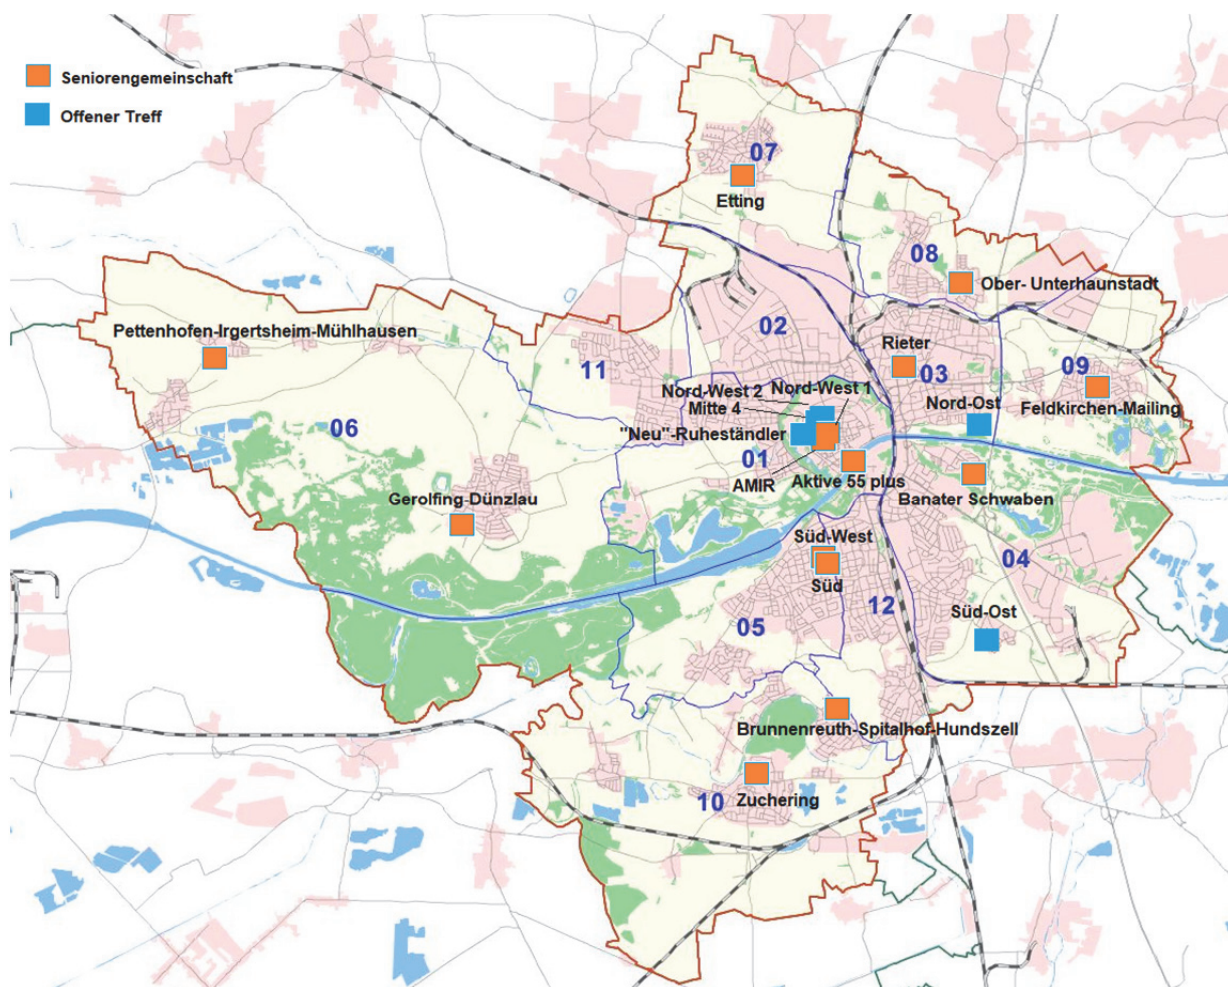 Seniorengemeinschaft
Offener Treff
07
Etting
08
Ober- Unterhaunstadt
Pettenhofen-Irgertsheim-Mühlhausen
02
Rieter
11
03
09
Nord-West 2
Nord-West 1
Mitte 4
Nord-Ost
Feldkirchen-Mailing
06
"Neu"-Ruheständler
01
AMIR
Aktive 55 plus
Banater Schwaben
Gerolfing-Dünzlau
Süd-West
04
Süd
12
05
Süd-Ost
Brunnenreuth-Spitalhof-Hundszell
10
Zuchering